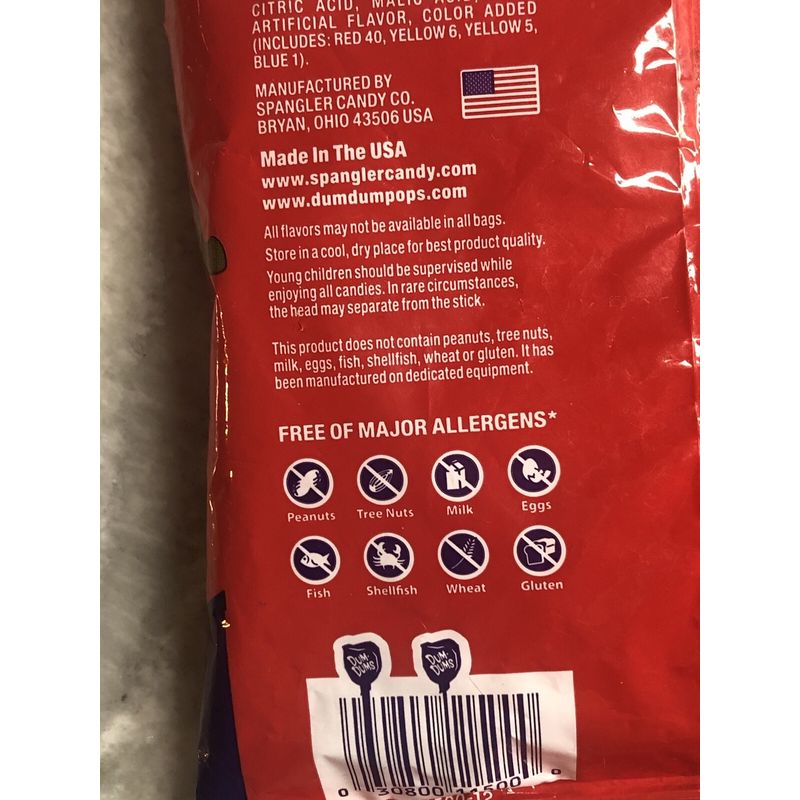 CITRIC ACID, MALIC ACID,
ARTIFICIAL FLAVOR, COLOR ADDED
(INCLUDES: RED 40, YELLOW 6, YELLOW 5,
BLUE 1).
MANUFACTURED BY
SPANGLER CANDY CO.
BRYAN, OHIO 43506 USA
Made In The USA
www.spanglercandy.com
www.dumdumpops.com
All flavors may not be available in all bags.
Store in a cool, dry place for best product quality.
Young children should be supervised while
enjoying all candies. In rare circumstances,
the head may separate from the stick.
This product does not contain peanuts, tree nuts,
milk, eggs, fish, shellfish, wheat or gluten. It has
been manufactured on dedicated equipment.
FREE OF MAJOR ALLERGENS*
Peanuts Tree Nuts Milk Eggs
Fish Shellfish Wheat Gluten
DUM-DUMS DUM-DUMS
0 30800 0